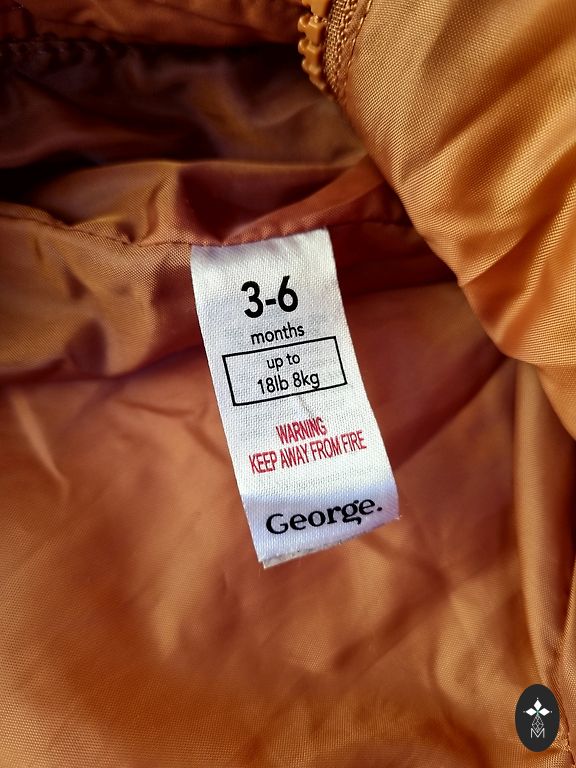 3-6
months
up to
18lb 8kg
WARNING
KEEP AWAY FROM FIRE
George.
M